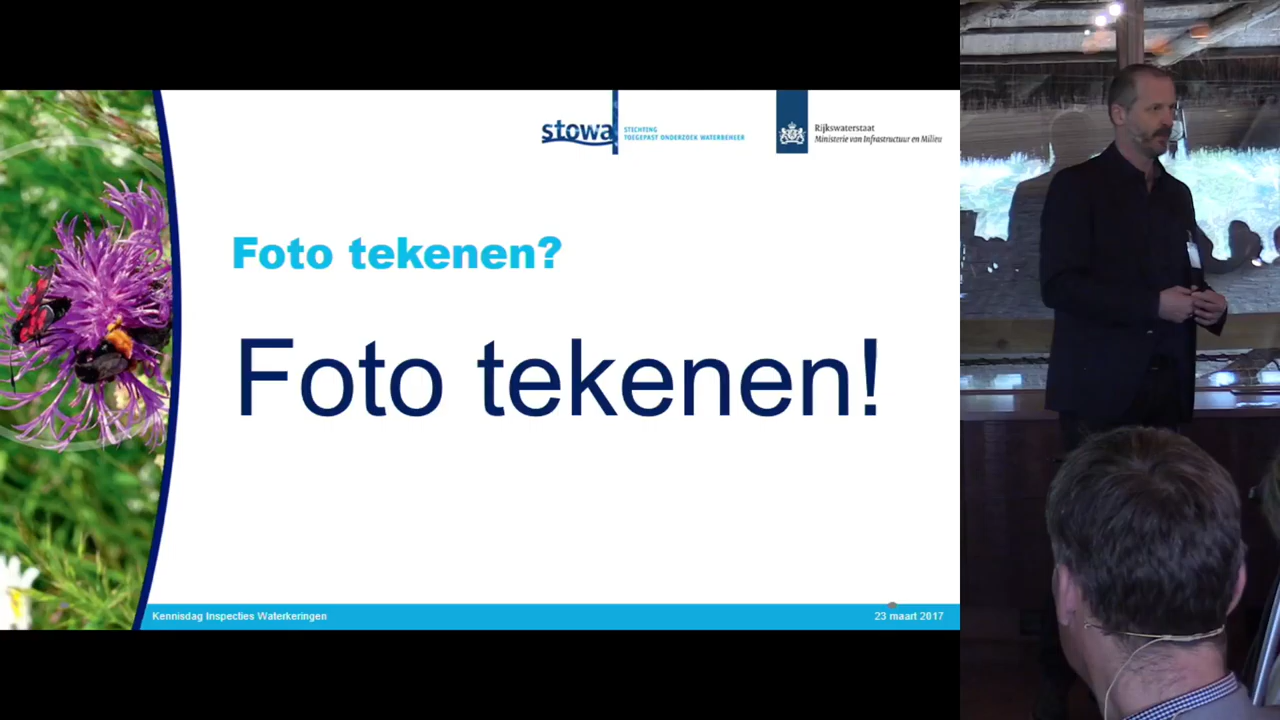 stowa
STICHTING
TOEGEPAST ONDERZOEK WATERBEHEER
Rijkswaterstaat
Ministerie van Infrastructuur en Milieu
Foto tekenen?
Foto tekenen!
Kennisdag Inspecties Waterkeringen
23 maart 2017